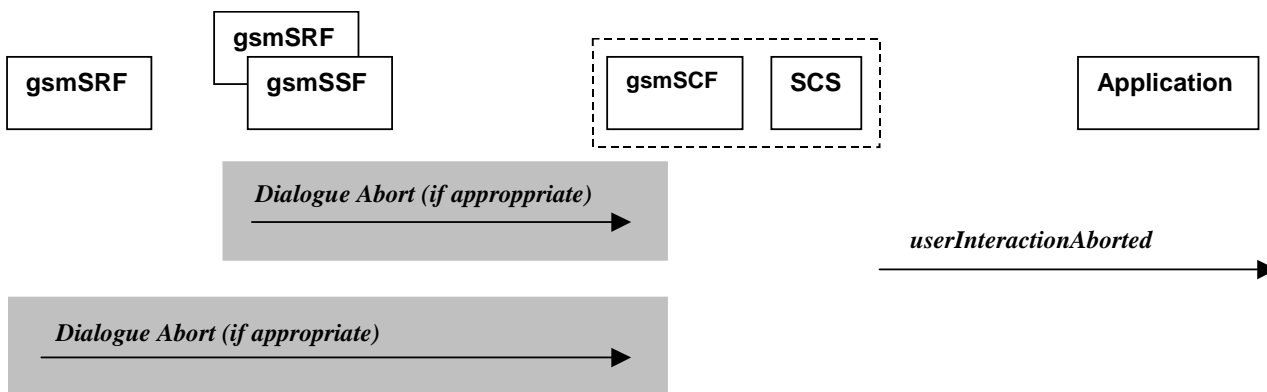 gsmSRF
gsmSRF
gsmSSF
gsmSCF
SCS
Application
Dialogue Abort (if approppriate)
userInteractionAborted
Dialogue Abort (if appropriate)